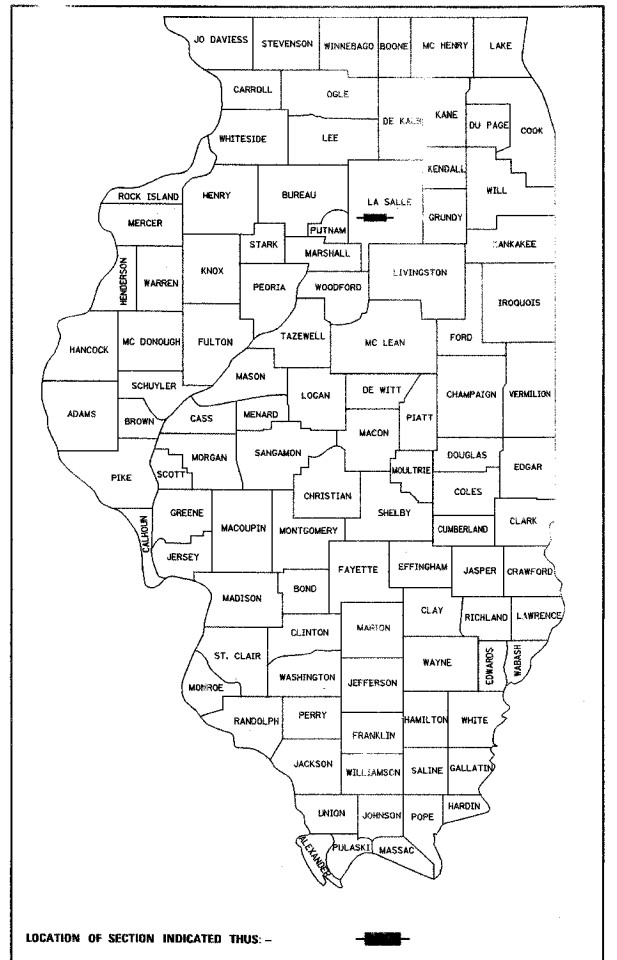 JO DAVIESS STEVENSON WINNEBAGO BOONE MC HENRY LAKE
CARROLL OGLE DE KALB KANE DU PAGE COOK
WHITESIDE LEE KENDALL WILL
ROCK ISLAND HENRY BUREAU LA SALLE GRUNDY
MERCER PUTNAM KANKAKEE
STARK MARSHALL
HENDERSON WARREN KNOX PEORIA WOODFORD LIVINGSTON IROQUOIS
HANCOCK MC DONOUGH FULTON TAZEWELL MC LEAN FORD
SCHUYLER MASON LOGAN DE WITT CHAMPAIGN VERMILION
ADAMS BROWN CASS MENARD MACON PIATT
MORGAN SANGAMON MOULTRIE DOUGLAS EDGAR
PIKE SCOTT CHRISTIAN COLES
GREENE MACOUPIN MONTGOMERY SHELBY CUMBERLAND CLARK
CALHOUN JERSEY FAYETTE EFFINGHAM JASPER CRAWFORD
MADISON BOND CLAY RICHLAND LAWRENCE
CLINTON MARION
ST. CLAIR WASHINGTON JEFFERSON WAYNE EDWARDS WABASH
MONROE
RANDOLPH PERRY FRANKLIN HAMILTON WHITE
JACKSON WILLIAMSON SALINE GALLATIN
UNION JOHNSON POPE HARDIN
ALEXANDER PULASKI MASSAC
LOCATION OF SECTION INDICATED THUS: -